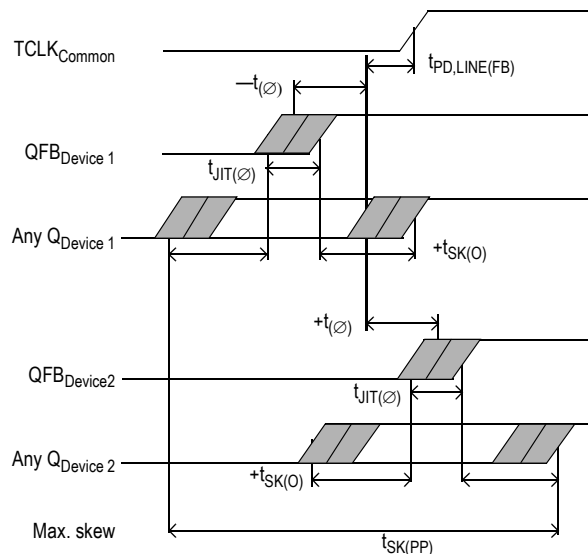 TCLKCommon
tPD,LINE(FB)
—t(∅)
QFBDevice 1
tJIT(∅)
Any QDevice 1
+tSK(O)
+t(∅)
QFBDevice2
tJIT(∅)
Any QDevice 2
+tSK(O)
Max. skew
tSK(PP)